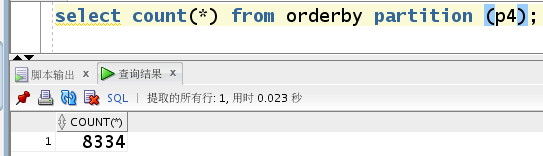 select count(*) from orderby partition (p4);
脚本输出 × 查询结果 ×
SQL | 提取的所有行: 1, 用时 0.023 秒
COUNT(*)
1 8334